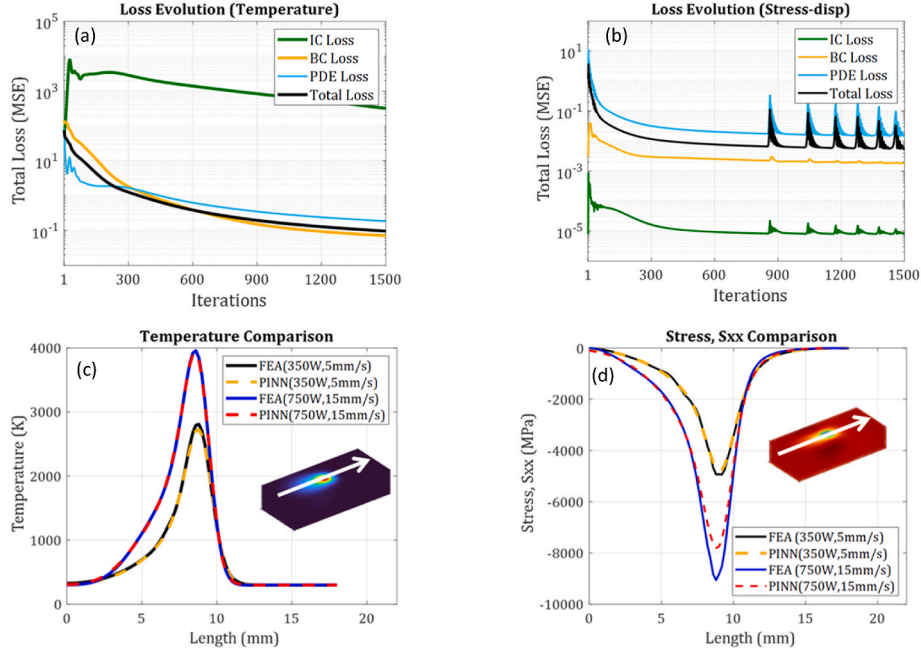 Loss Evolution (Temperature)
(a)
10^5
10^3
10^1
10^-1
Total Loss (MSE)
IC Loss
BC Loss
PDE Loss
Total Loss
1
300
600
900
1200
1500
Iterations
Loss Evolution (Stress-disp)
(b)
10^1
10^-1
10^-3
10^-5
Total Loss (MSE)
IC Loss
BC Loss
PDE Loss
Total Loss
1
300
600
900
1200
1500
Iterations
Temperature Comparison
(c)
4000
3000
2000
1000
0
Temperature (K)
FEA(350W,5mm/s)
PINN(350W,5mm/s)
FEA(750W,15mm/s)
PINN(750W,15mm/s)
0
5
10
15
20
Length (mm)
Stress, Sxx Comparison
(d)
0
-2000
-4000
-6000
-8000
-10000
Stress, Sxx (MPa)
FEA (350W,5mm/s)
PINN(350W,5mm/s)
FEA (750W,15mm/s)
PINN(750W,15mm/s)
0
5
10
15
20
Length (mm)